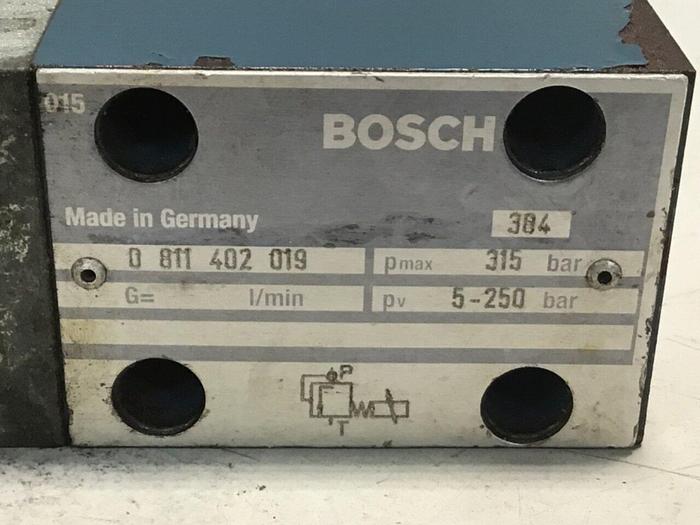 015
BOSCH
Made in Germany 384
0 811 402 019 pmax 315 bar
G= l/min pv 5-250 bar
P
T